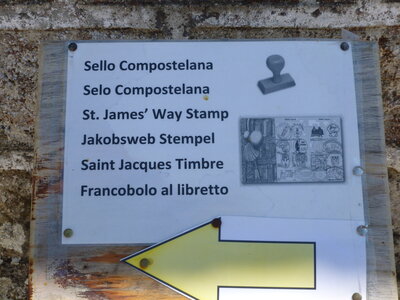 Sello Compostelana
Selo Compostelana
St. James' Way Stamp
Jakobsweb Stempel
Saint Jacques Timbre
Francobolo al libretto